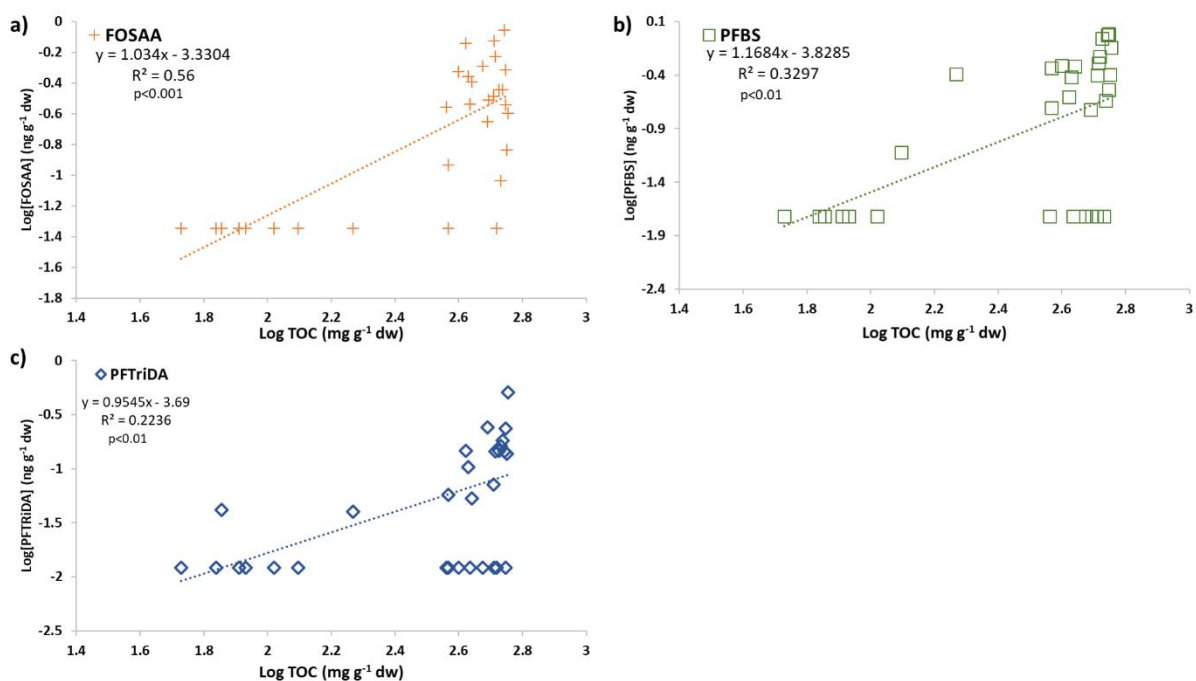 a)
FOSAA
y = 1.034x - 3.3304
R² = 0.56
p<0.001
Log[FOSAA] (ng g⁻¹ dw)
0
-0.2
-0.4
-0.6
-0.8
-1
-1.2
-1.4
-1.6
-1.8
1.4 1.6 1.8 2 2.2 2.4 2.6 2.8 3
Log TOC (mg g⁻¹ dw)
b)
PFBS
y = 1.1684x - 3.8285
R² = 0.3297
p<0.01
Log[PFBS] (ng g⁻¹ dw)
0.1
-0.4
-0.9
-1.4
-1.9
-2.4
1.4 1.6 1.8 2 2.2 2.4 2.6 2.8 3
Log TOC (mg g⁻¹ dw)
c)
PFTriDA
y = 0.9545x - 3.69
R² = 0.2236
p<0.01
Log[PFTRiDA] (ng g⁻¹ dw)
0
-0.5
-1
-1.5
-2
-2.5
1.4 1.6 1.8 2 2.2 2.4 2.6 2.8 3
Log TOC (mg g⁻¹ dw)